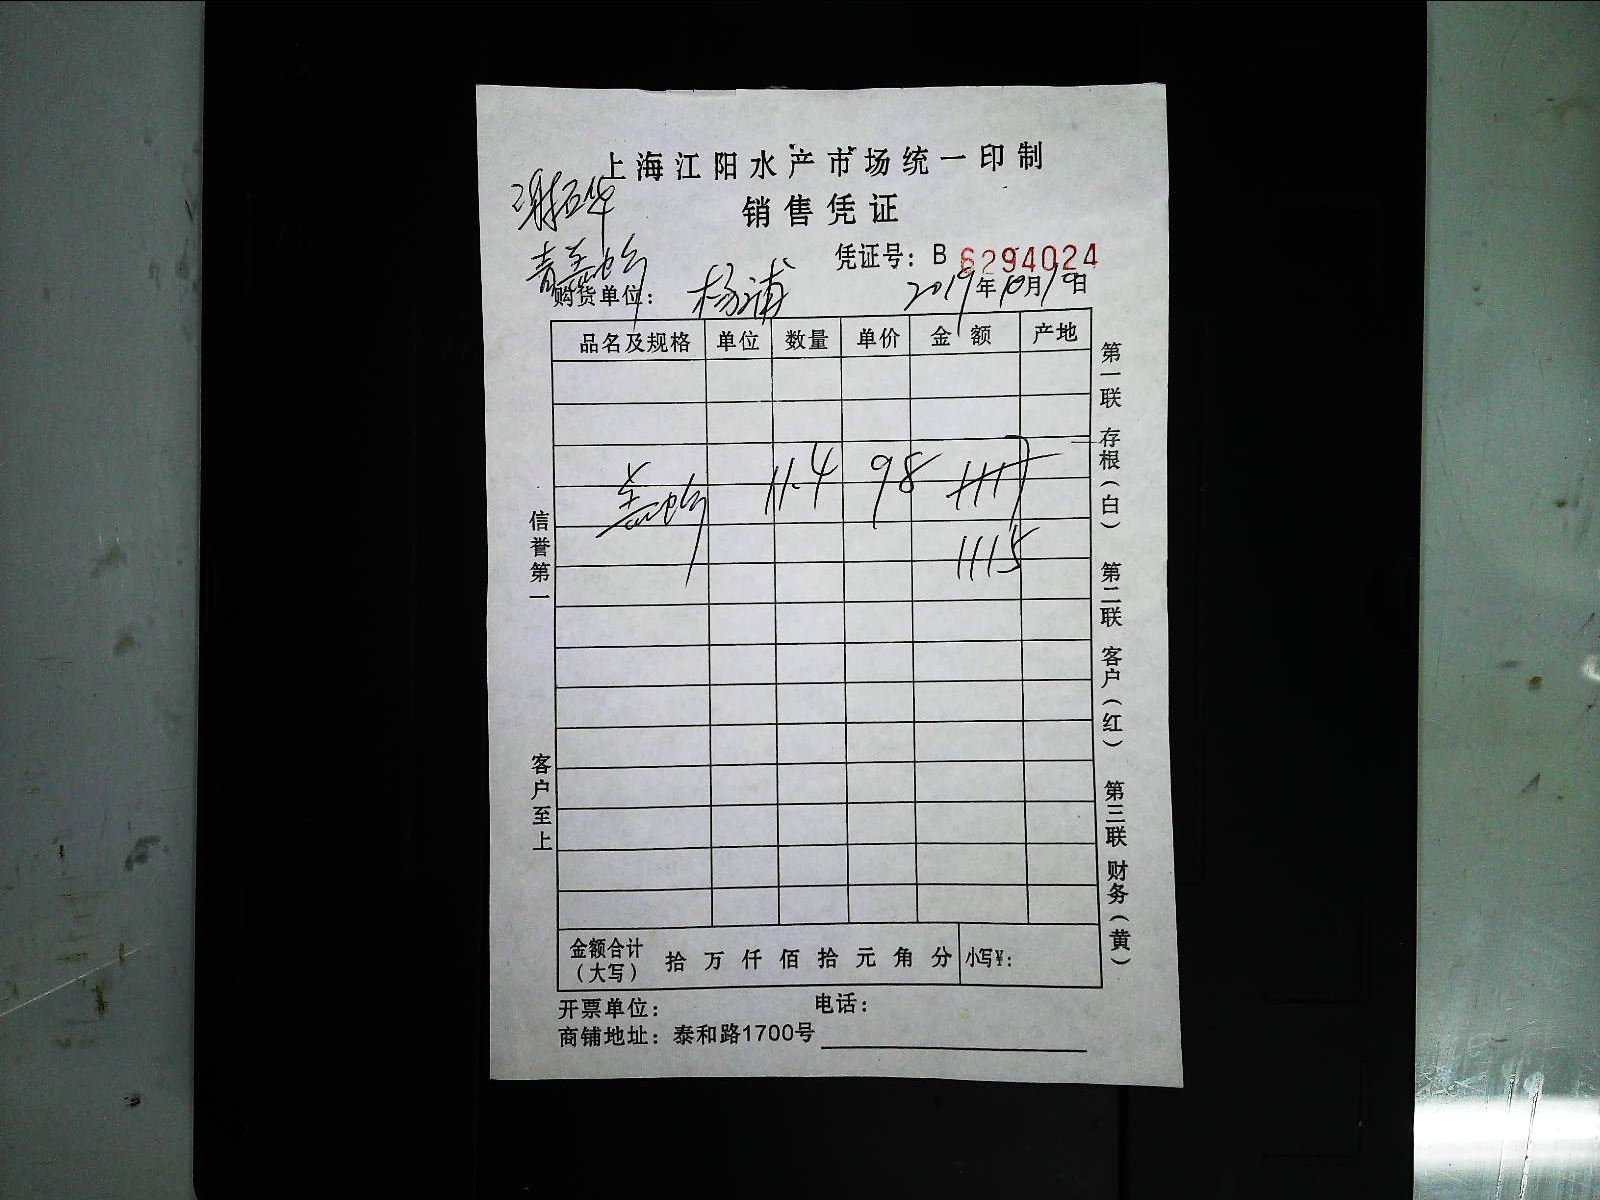 上海江阳水产市场统一印制
销售凭证
凭证号：B 6294024
购货单位：杨浦 2019年10月10日
品名及规格 单位 数量 单价 金额 产地
11.4 98 1117
1115
信誉第一
客户至上
第一联 存根（白） 第二联 客户（红） 第三联 财务（黄）
金额合计（大写） 拾 万 仟 佰 拾 元 角 分 小写¥：
开票单位： 电话：
商铺地址：泰和路1700号